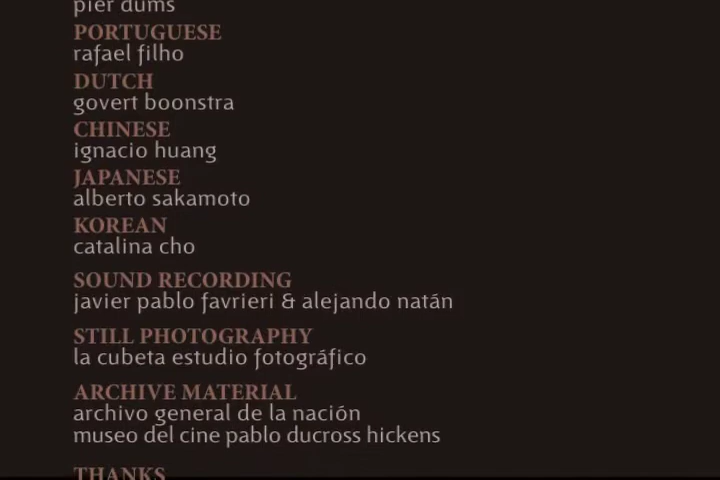 pier dums
PORTUGUESE
rafael filho
DUTCH
govert boonstra
CHINESE
ignacio huang
JAPANESE
alberto sakamoto
KOREAN
catalina cho
SOUND RECORDING
javier pablo favrieri & alejando natán
STILL PHOTOGRAPHY
la cubeta estudio fotográfico
ARCHIVE MATERIAL
archivo general de la nación
museo del cine pablo ducross hickens
THANKS